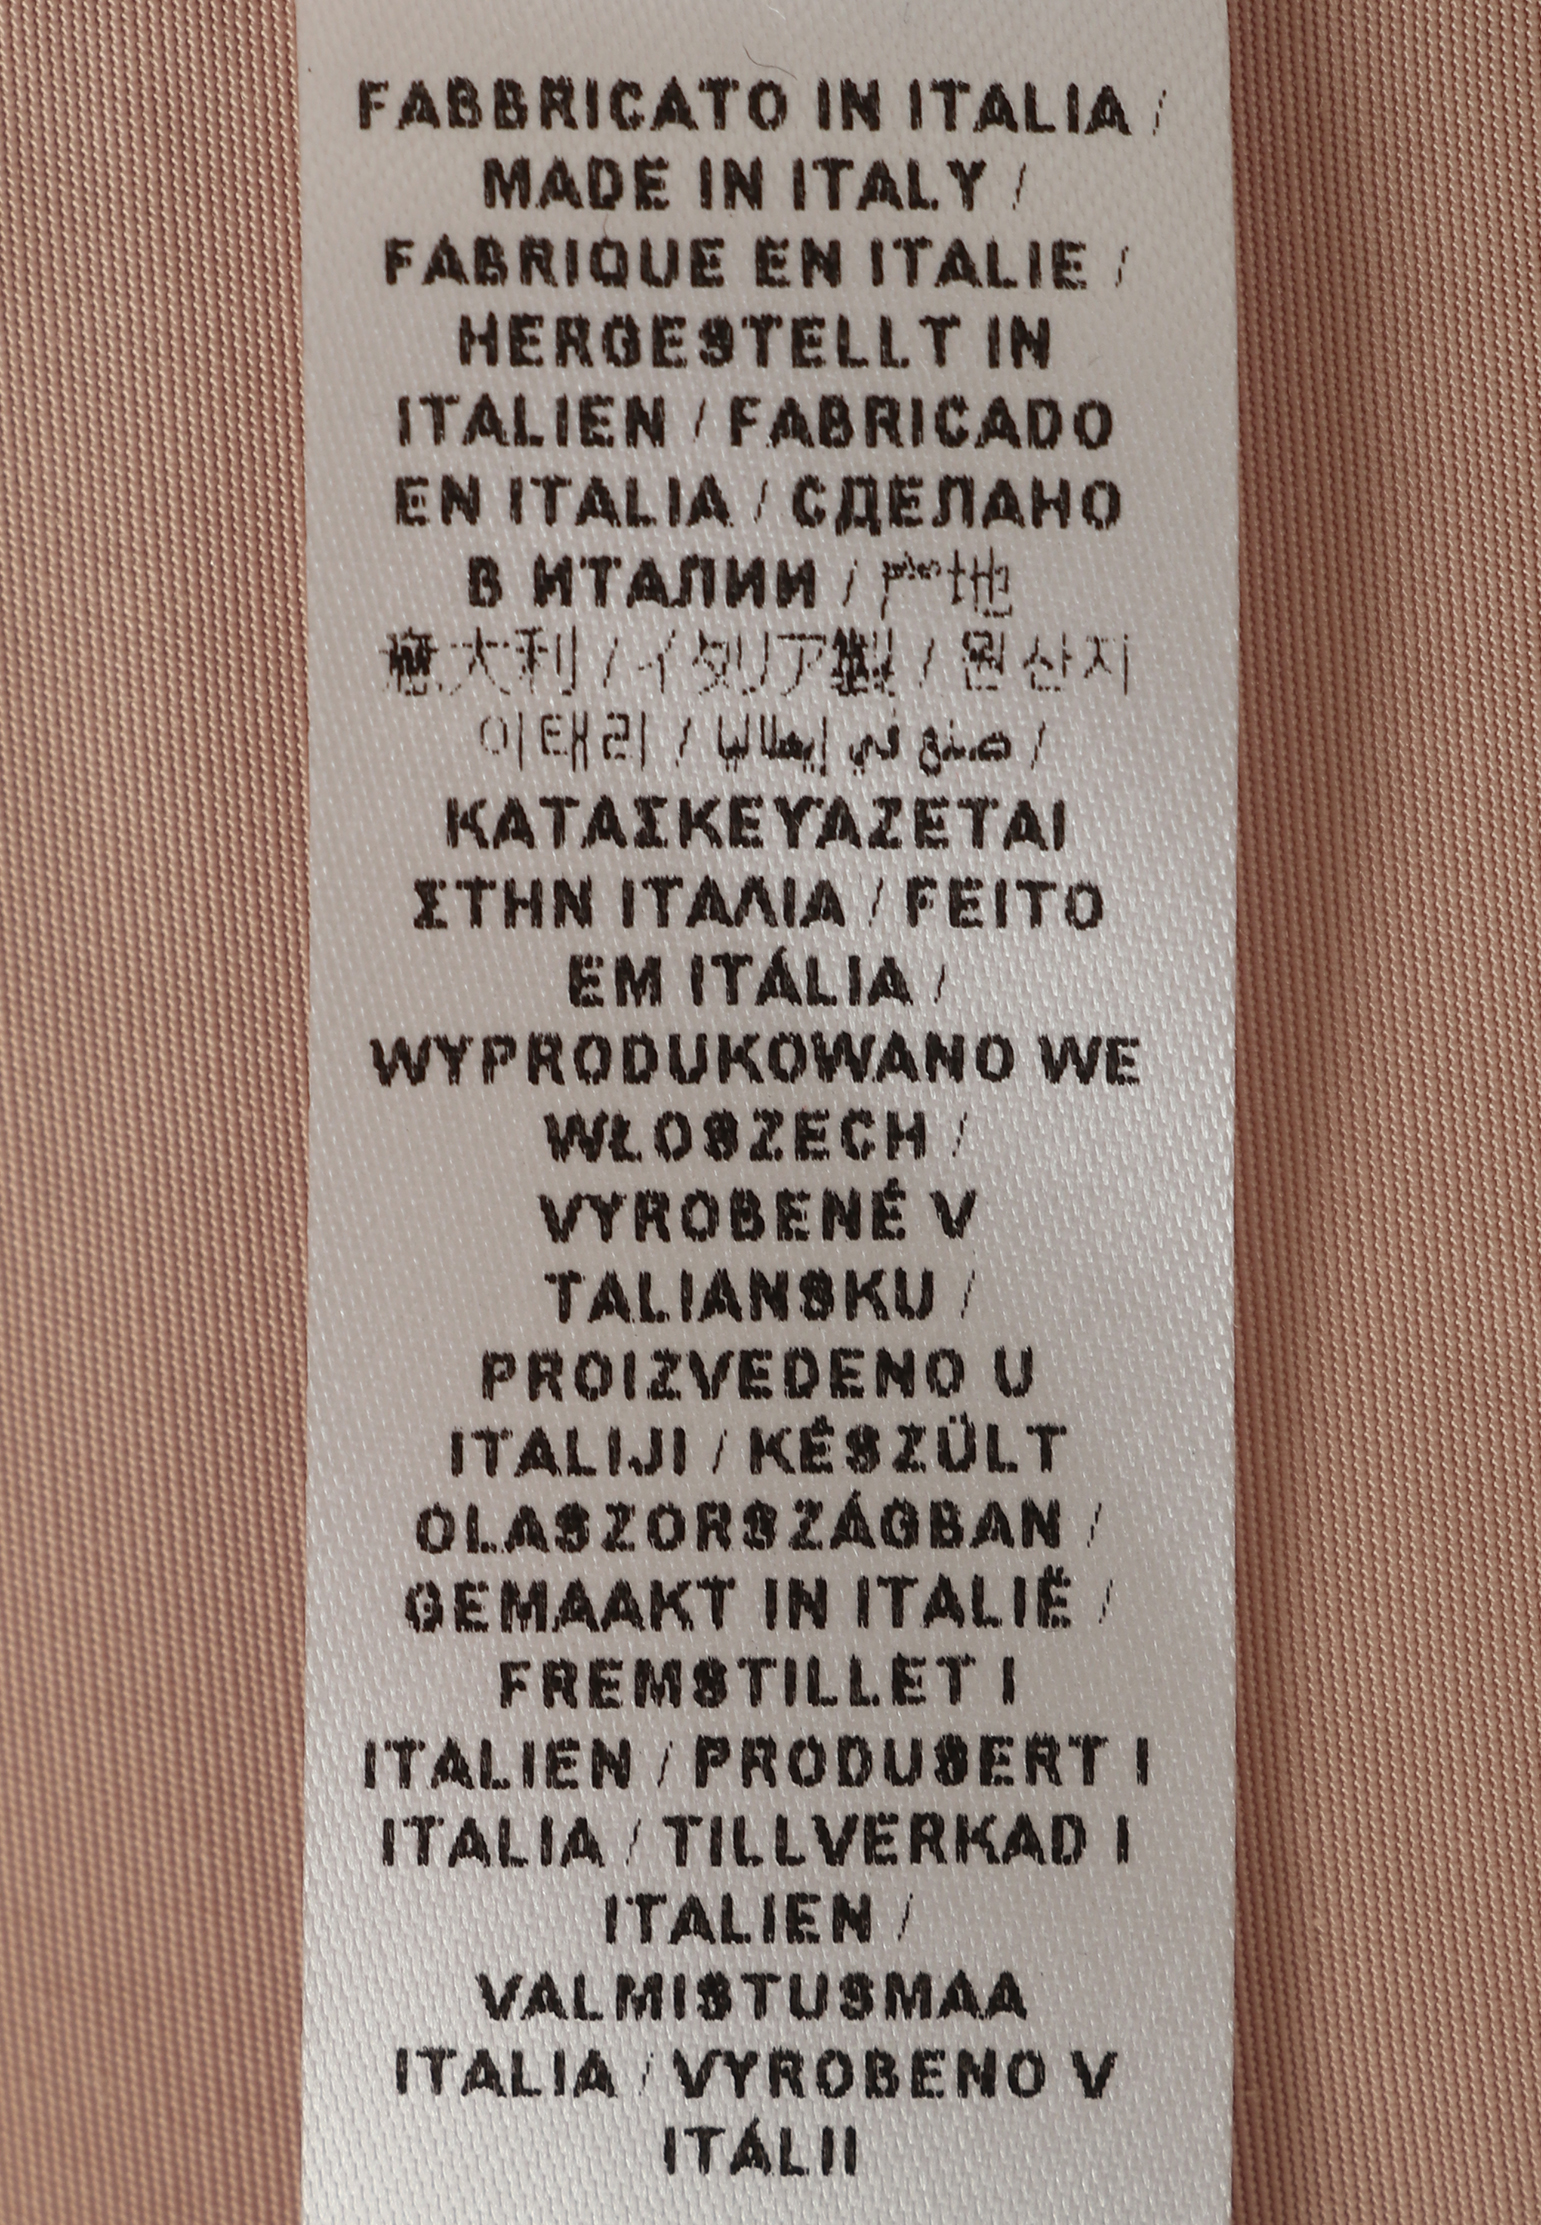 FABBRICATO IN ITALIA /
MADE IN ITALY /
FABRIQUE EN ITALIE /
HERGESTELLT IN
ITALIEN / FABRICADO
EN ITALIA / СДЕЛАНО
В ИТАЛИИ / 产地
意大利 / イタリア製 / 원산지
이태리 / صنع في إيطاليا /
ΚΑΤΑΣΚΕΥΑΖΕΤΑΙ
ΣΤΗΝ ΙΤΑΛΙΑ / FEITO
EM ITÁLIA /
WYPRODUKOWANO WE
WŁOSZECH /
VYROBENÉ V
TALIANSKU /
PROIZVEDENO U
ITALIJI / KÉSZÜLT
OLASZORSZÁGBAN /
GEMAAKT IN ITALIË /
FREMSTILLET I
ITALIEN / PRODUSERT I
ITALIA / TILLVERKAD I
ITALIEN /
VALMISTUSMAA
ITALIA / VYROBENO V
ITÁLII